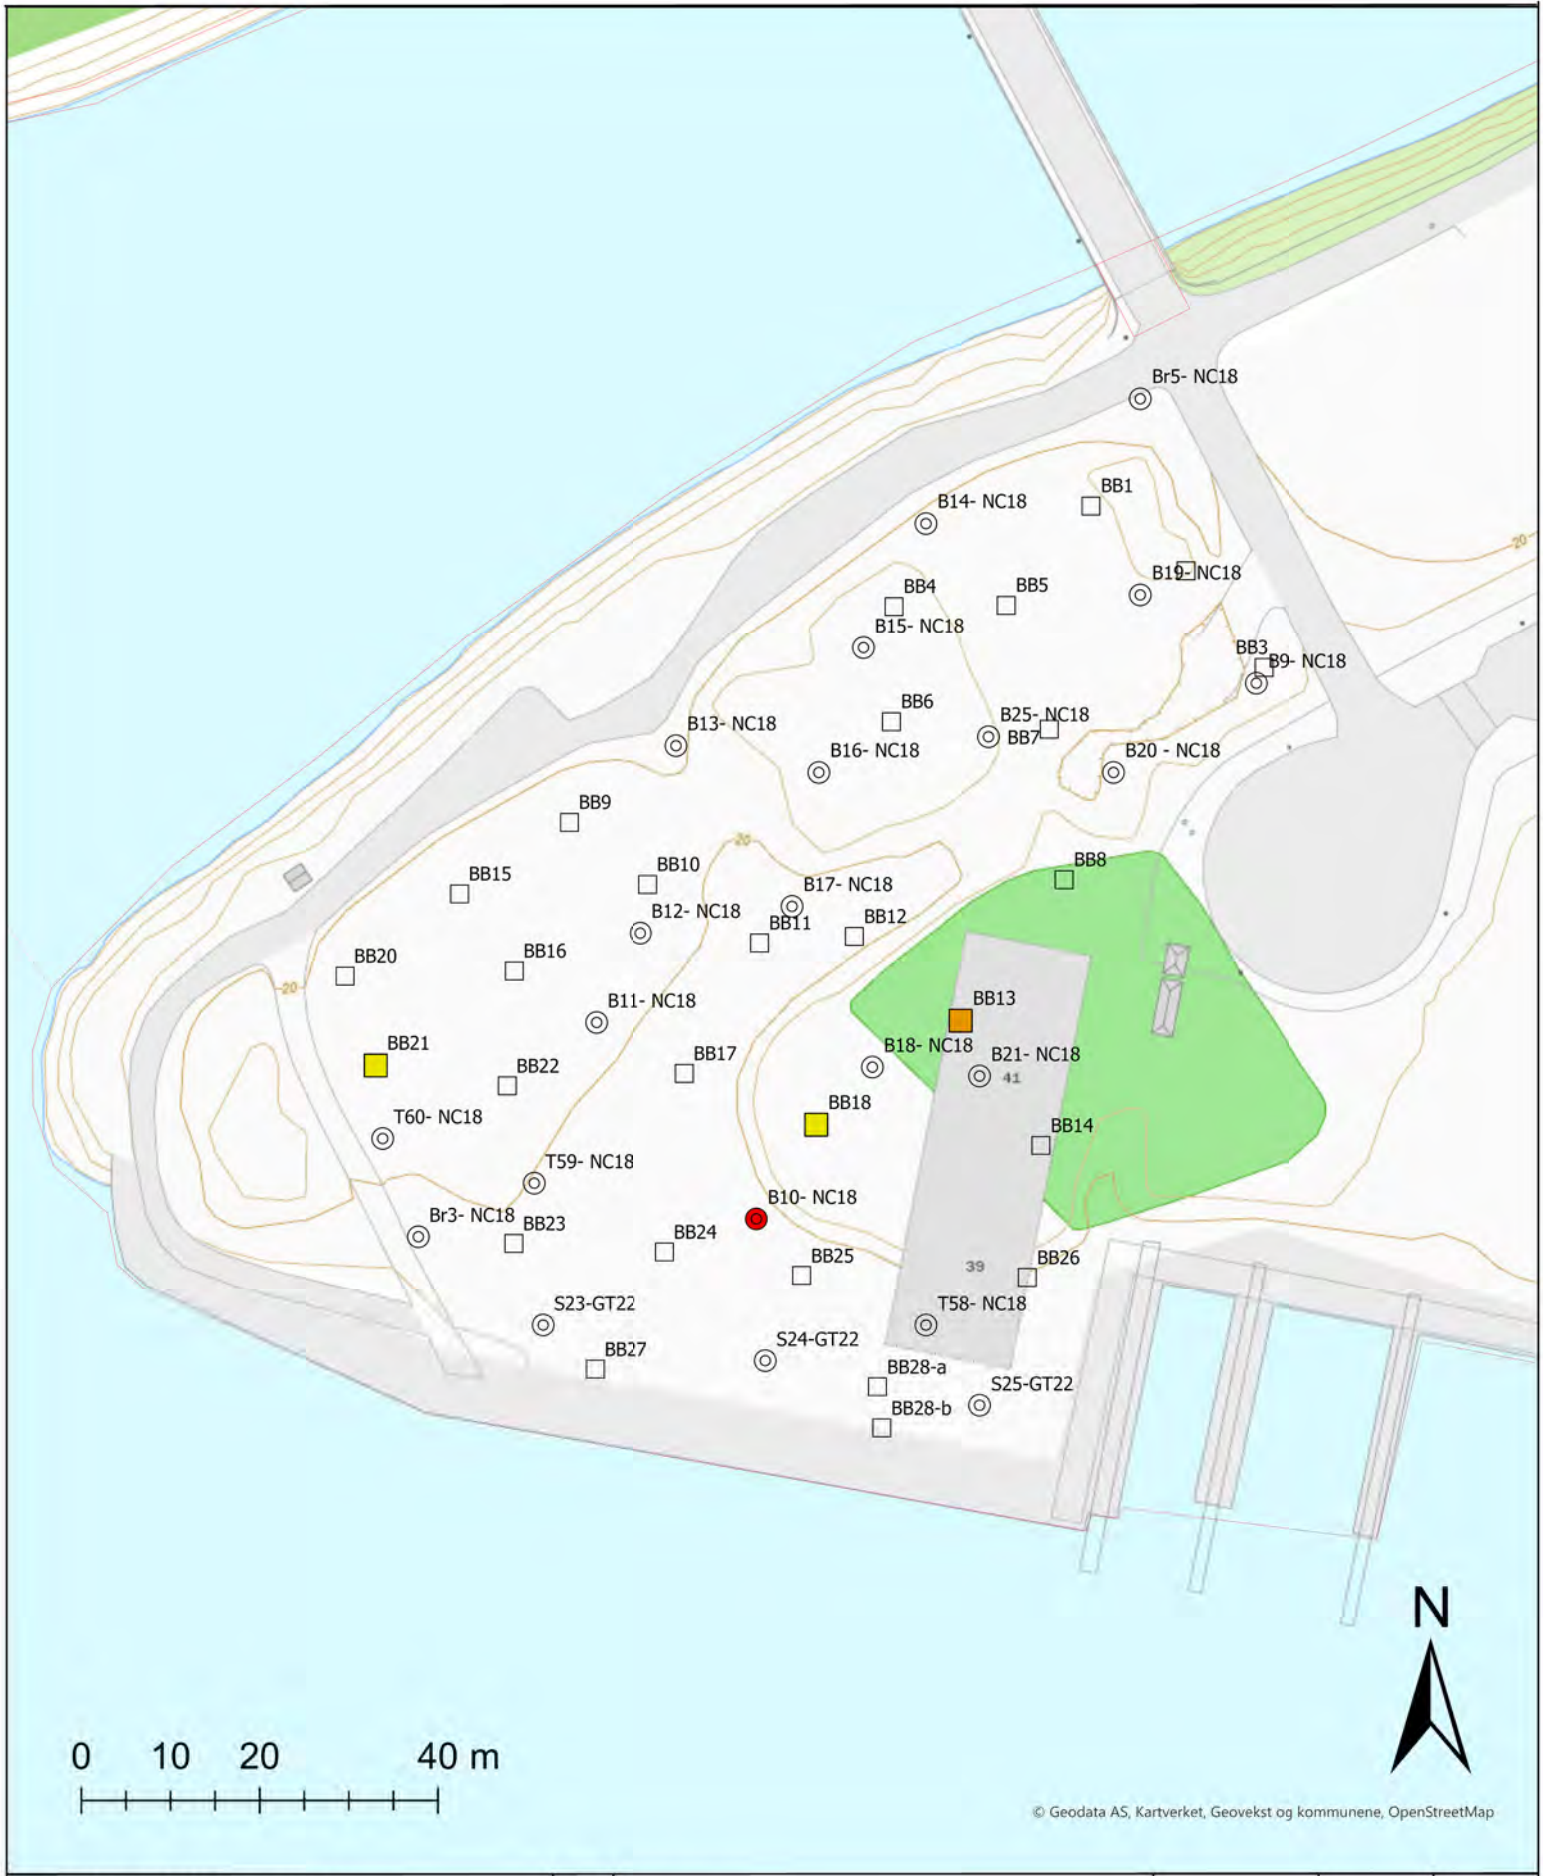 Br5- NC18
BB1
B14- NC18
20
B19- NC18
BB4
BB5
B15- NC18
BB3
B9- NC18
BB6
B25- NC18
B13- NC18
BB7
B16- NC18
B20 - NC18
BB9
20
BB8
BB10
BB15
B17- NC18
B12- NC18
BB11
BB12
BB16
BB20
20
B11- NC18
BB13
BB21
B18- NC18
B21- NC18
41
BB22
BB17
BB18
T60- NC18
BB14
T59- NC18
B10- NC18
Br3- NC18
BB23
BB24
BB25
BB26
39
S23-GT22
T58- NC18
S24-GT22
BB27
BB28-a
S25-GT22
BB28-b
N
0 10 20 40 m
© Geodata AS, Kartverket, Geovekst og kommunene, OpenStreetMap